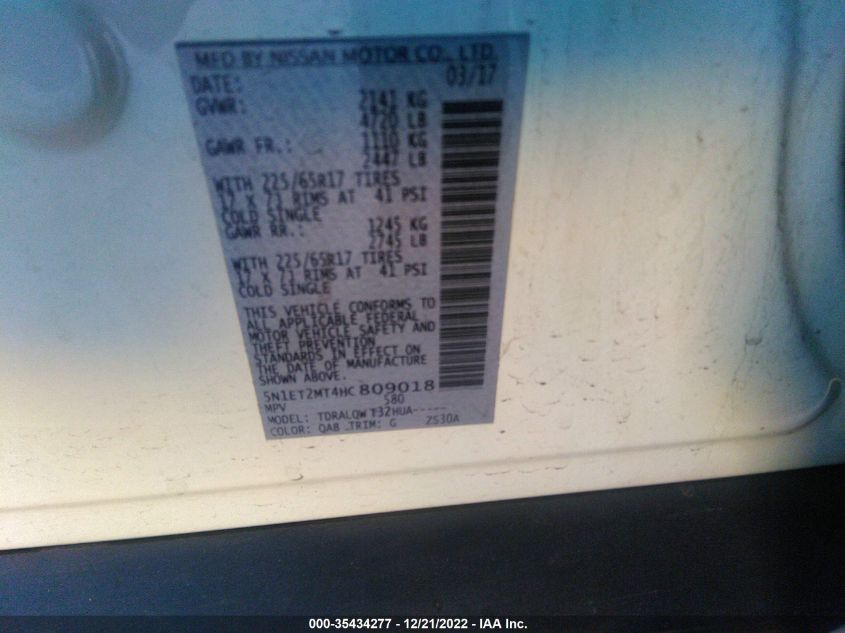 MFD BY NISSAN MOTOR CO., LTD.
DATE: 03/17
GVWR: 2141 KG
4720 LB
GAWR FR.: 1110 KG
2447 LB
WITH 225/65R17 TIRES
17 X 7J RIMS AT 41 PSI
COLD SINGLE
GAWR RR.: 1245 KG
2745 LB
WITH 225/65R17 TIRES
17 X 7J RIMS AT 41 PSI
COLD SINGLE
THIS VEHICLE CONFORMS TO
ALL APPLICABLE FEDERAL
MOTOR VEHICLE SAFETY AND
THEFT PREVENTION
STANDARDS IN EFFECT ON
THE DATE OF MANUFACTURE
SHOWN ABOVE.
5N1ET2MT4HC 809018
MPV S80
MODEL: TDRALQW T32HUA-----
COLOR: QAB TRIM: G 2S30A
000-35434277 - 12/21/2022 - IAA Inc.